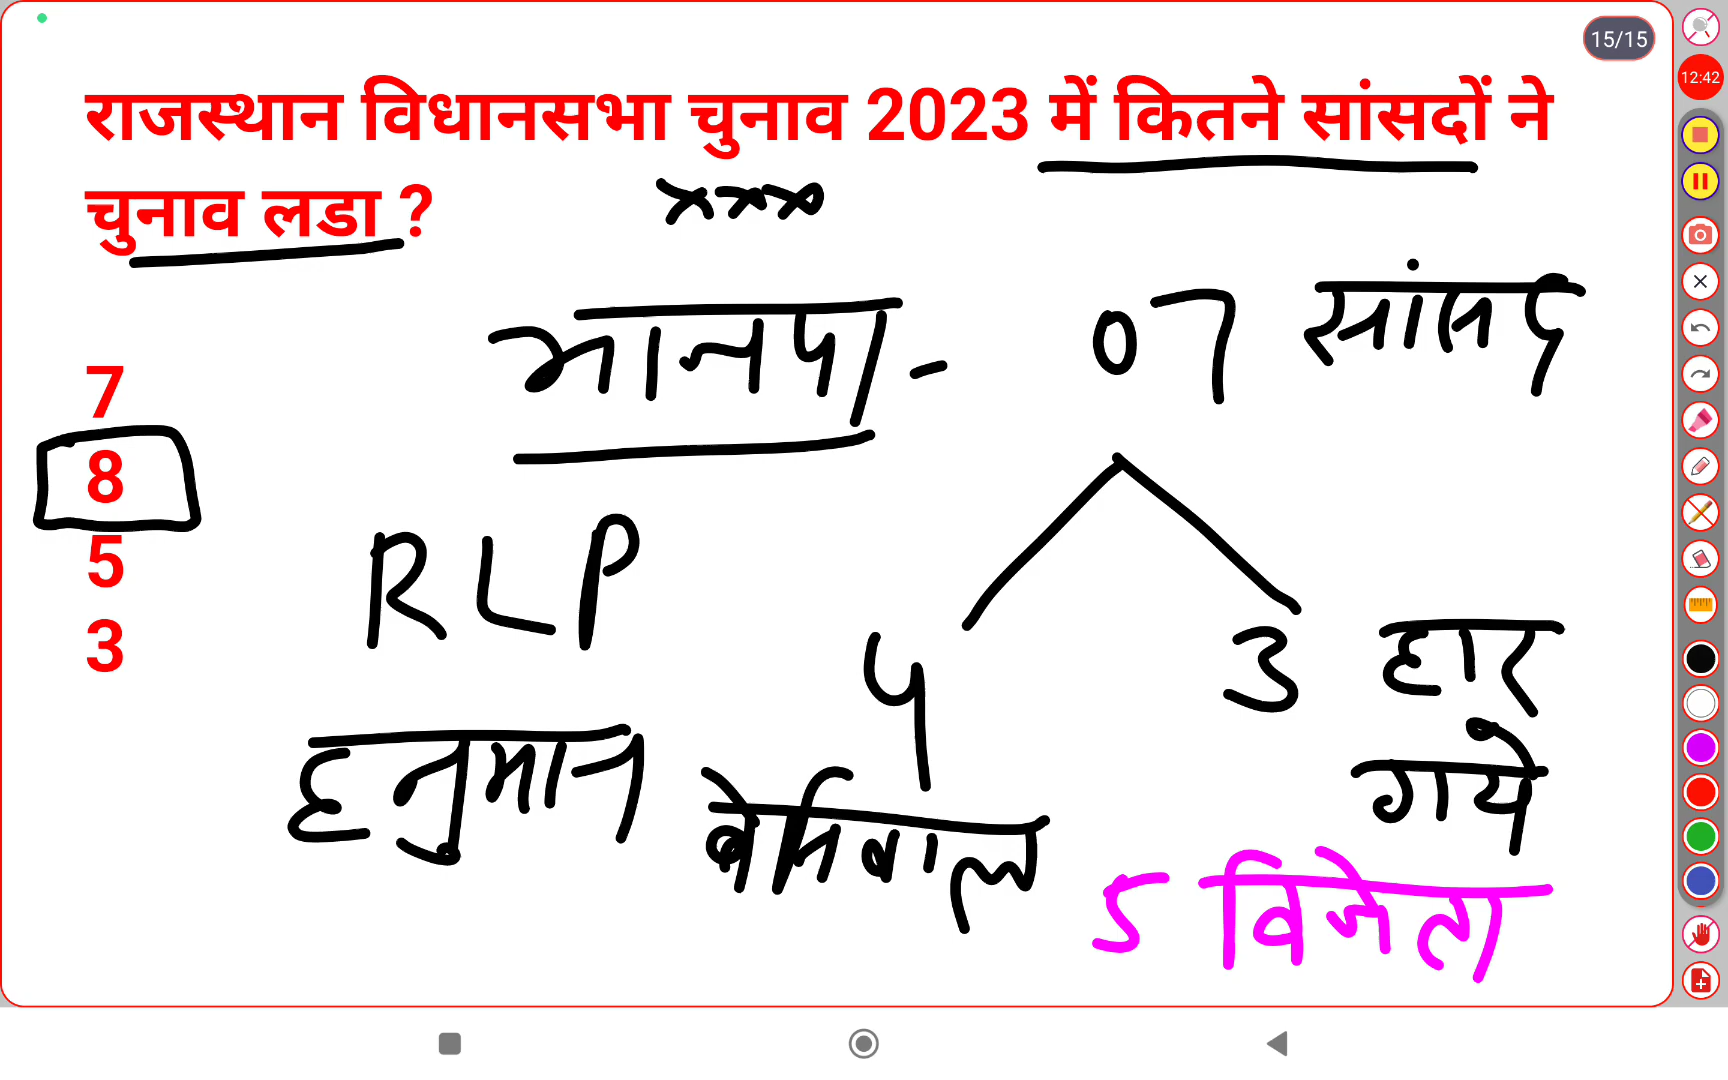 15/15
12:42
राजस्थान विधानसभा चुनाव 2023 में कितने सांसदों ने
चुनाव लडा ?
xxx
भाजपा - 07 सांसद
7
8
5
3
RLP
4 3 हार
हनुमान बेनिवाल गये
5 विजेता